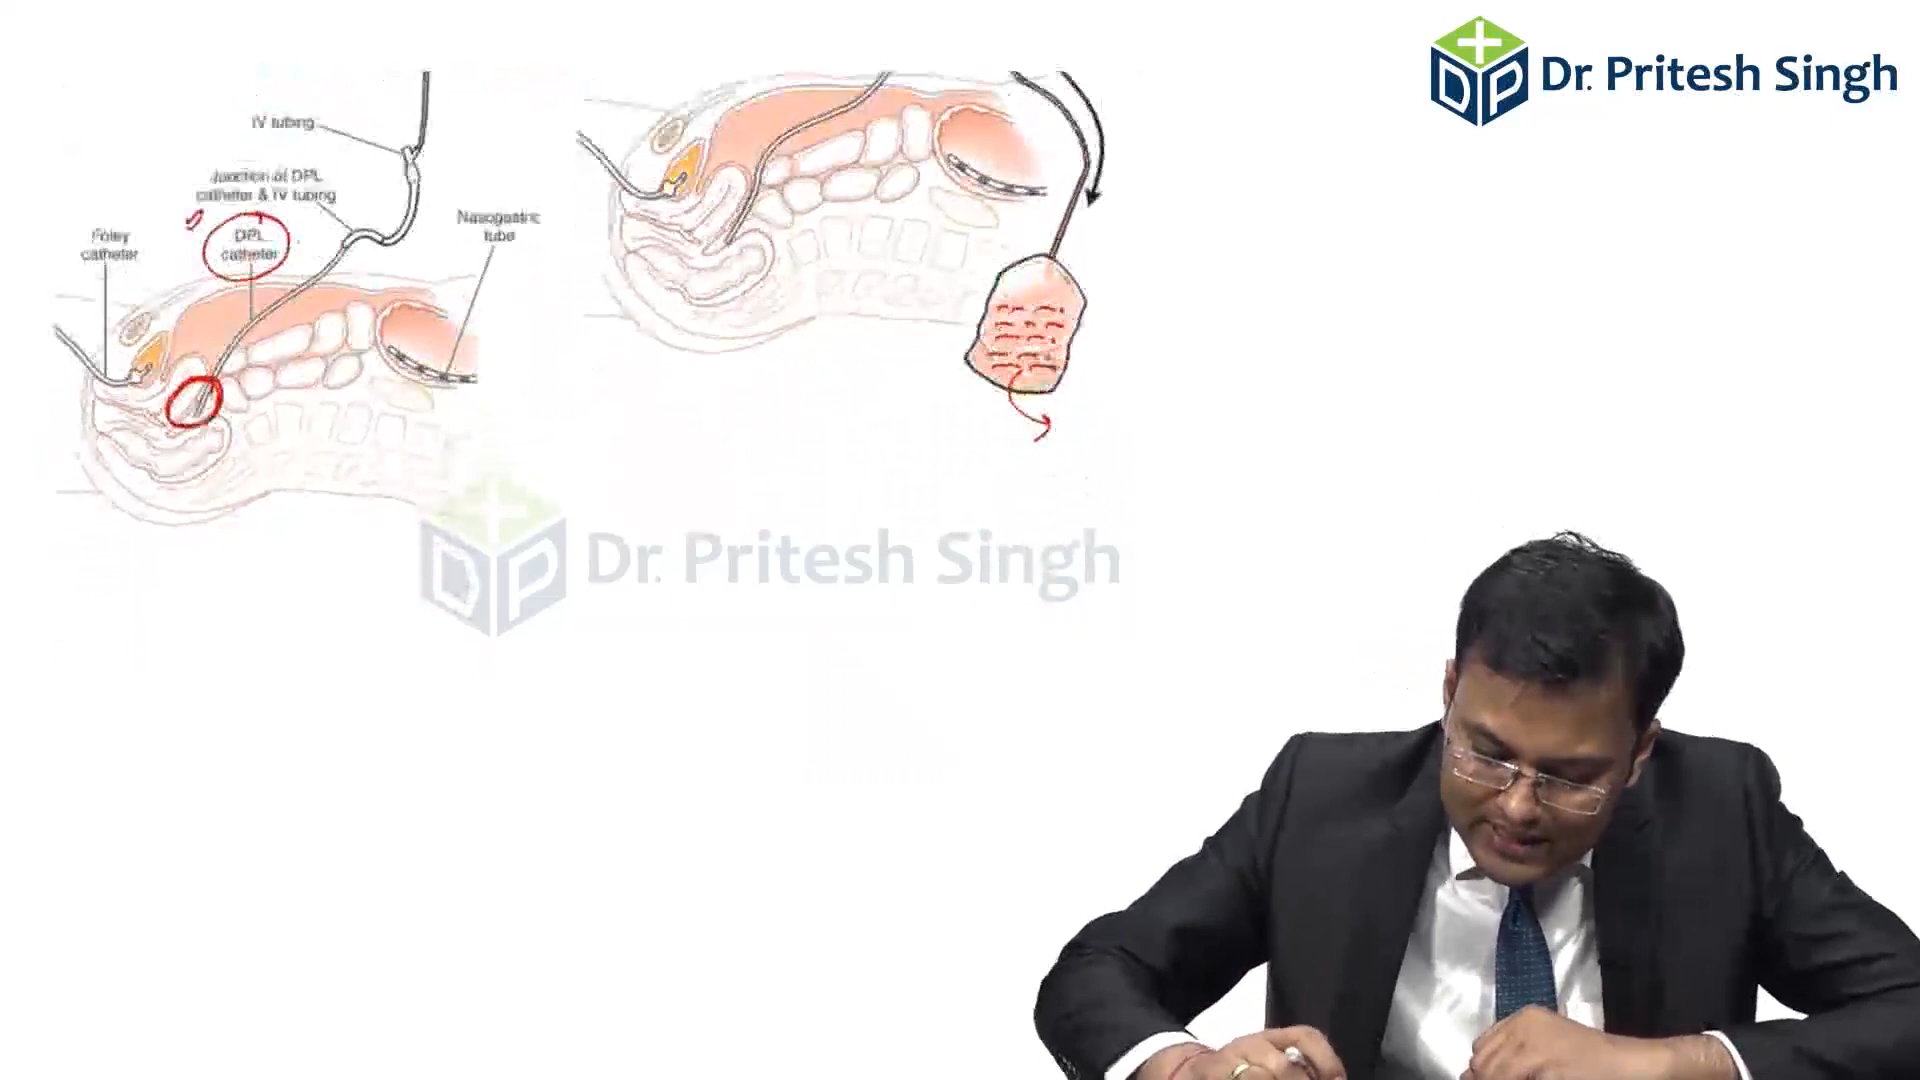 Dr. Pritesh Singh
IV tubing
Junction of DPL
catheter & IV tubing
DPL
catheter
Foley
catheter
Nasogastric
tube
DP Dr. Pritesh Singh